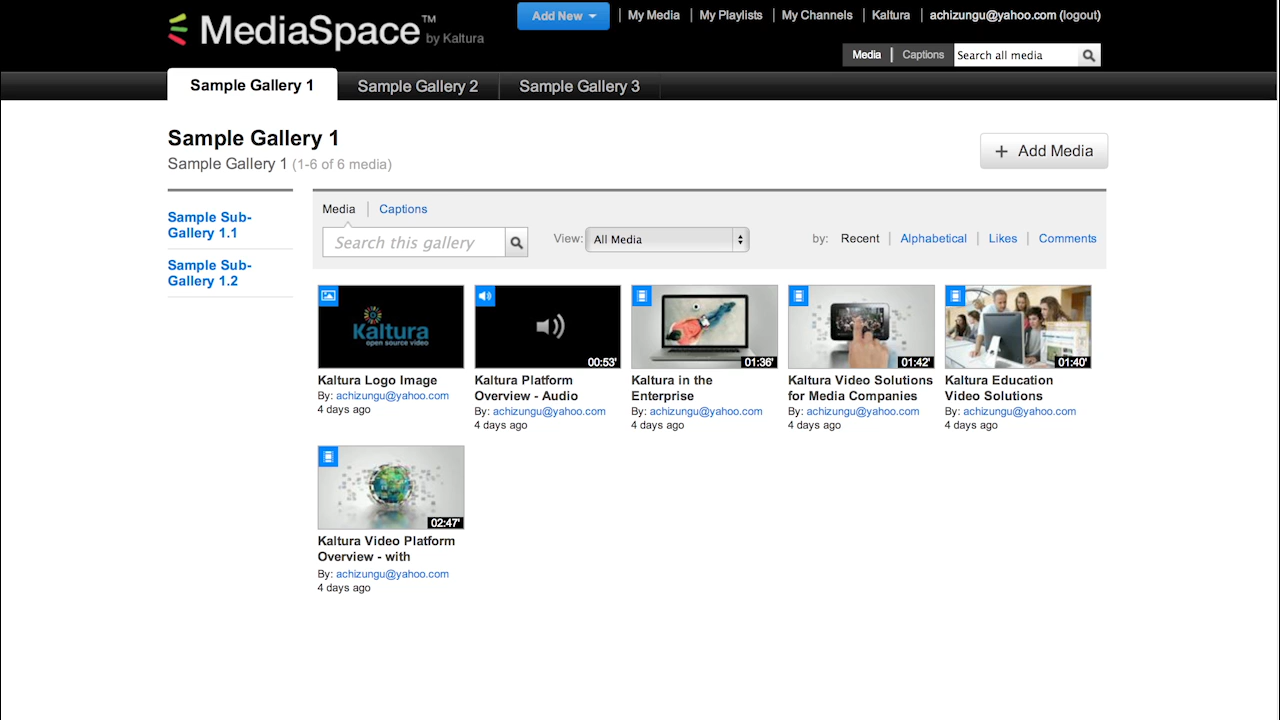 MediaSpace™ by Kaltura
Add New | My Media | My Playlists | My Channels | Kaltura | achizungu@yahoo.com (logout)
Media | Captions Search all media
Sample Gallery 1 Sample Gallery 2 Sample Gallery 3
Sample Gallery 1
Sample Gallery 1 (1-6 of 6 media)
+ Add Media
Sample Sub-
Gallery 1.1
Sample Sub-
Gallery 1.2
Media | Captions
Search this gallery
View: All Media
by: Recent | Alphabetical | Likes | Comments
Kaltura
open source video
Kaltura Logo Image
By: achizungu@yahoo.com
4 days ago
00:53'
Kaltura Platform
Overview - Audio
By: achizungu@yahoo.com
4 days ago
01:36'
Kaltura in the
Enterprise
By: achizungu@yahoo.com
4 days ago
01:42'
Kaltura Video Solutions
for Media Companies
By: achizungu@yahoo.com
4 days ago
01:40'
Kaltura Education
Video Solutions
By: achizungu@yahoo.com
4 days ago
02:47'
Kaltura Video Platform
Overview - with
By: achizungu@yahoo.com
4 days ago